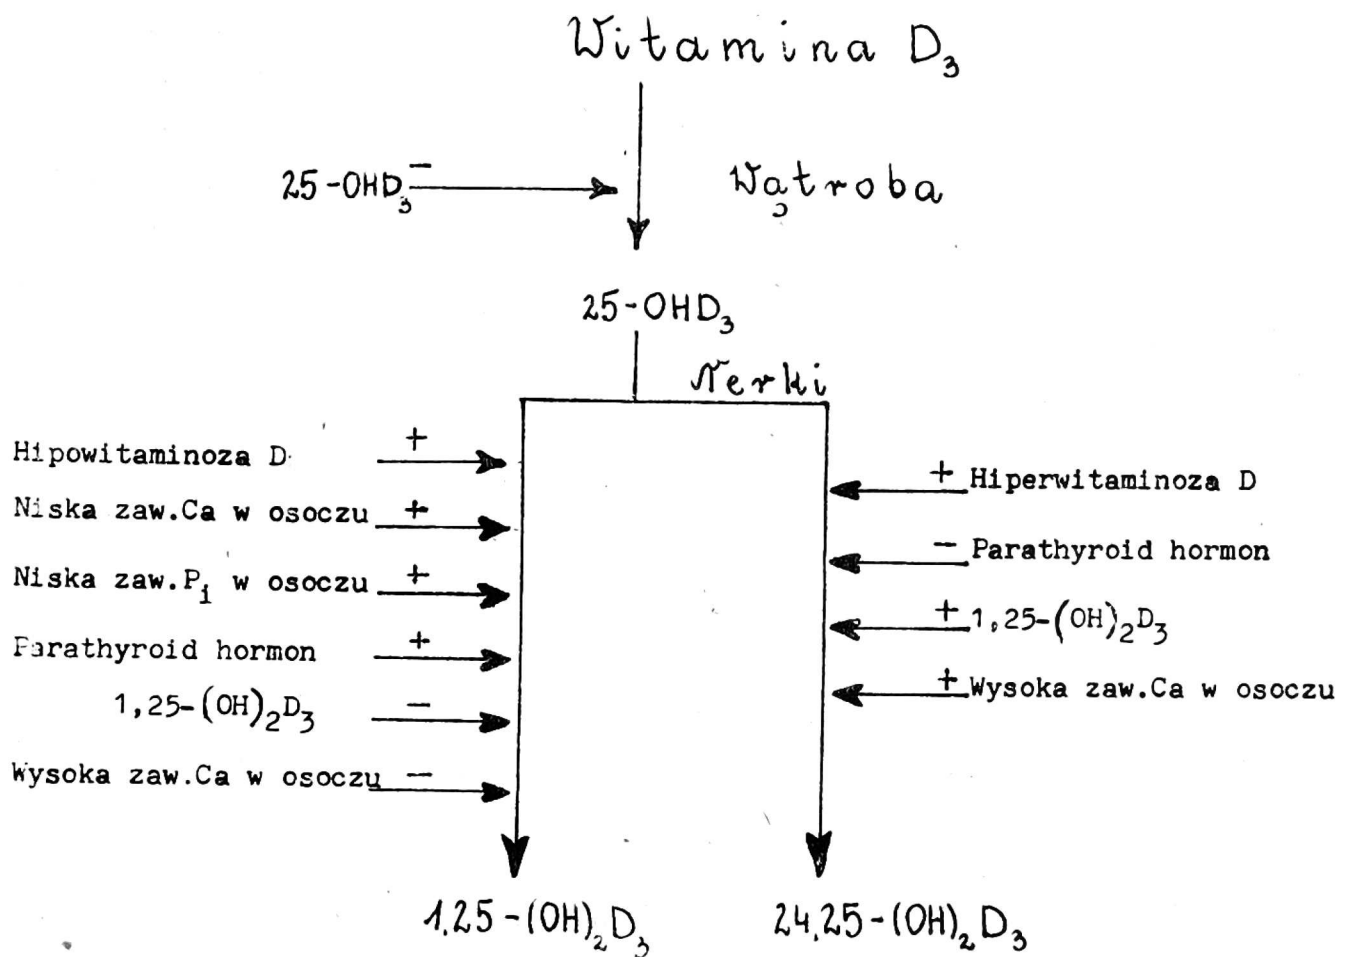 Witamina D₃
25-OHD₃ −
Wątroba
25-OHD₃
Nerki
Hipowitaminoza D +
Niska zaw.Ca w osoczu +
Niska zaw.Pi w osoczu +
Parathyroid hormon +
1,25-(OH)₂D₃ −
Wysoka zaw.Ca w osoczu −
+ Hiperwitaminoza D
− Parathyroid hormon
+ 1,25-(OH)₂D₃
+ Wysoka zaw.Ca w osoczu
1,25-(OH)₂D₃
24,25-(OH)₂D₃